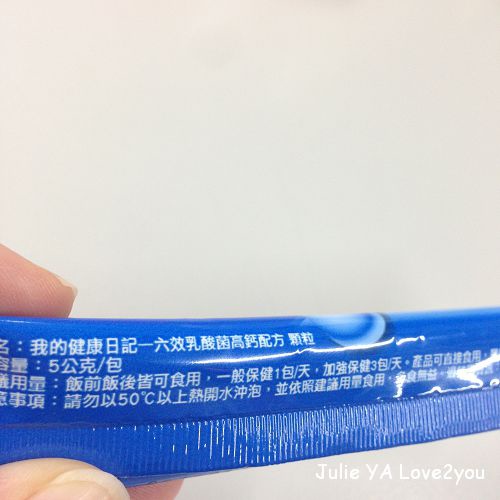 名：我的健康日記—六效乳酸菌高鈣配方 顆粒
容量：5公克/包
議用量：飯前飯後皆可食用，一般保健1包/天，加強保健3包/天。產品可直接食用，
意事項：請勿以50℃以上熱開水沖泡，並依照建議用量食用，多食無益，
Julie YA Love2you